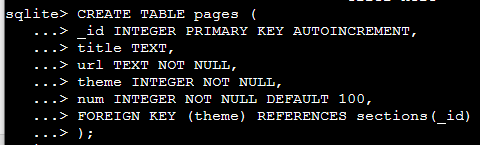 sqlite> CREATE TABLE pages (
...> _id INTEGER PRIMARY KEY AUTOINCREMENT,
...> title TEXT,
...> url TEXT NOT NULL,
...> theme INTEGER NOT NULL,
...> num INTEGER NOT NULL DEFAULT 100,
...> FOREIGN KEY (theme) REFERENCES sections(_id)
...> );